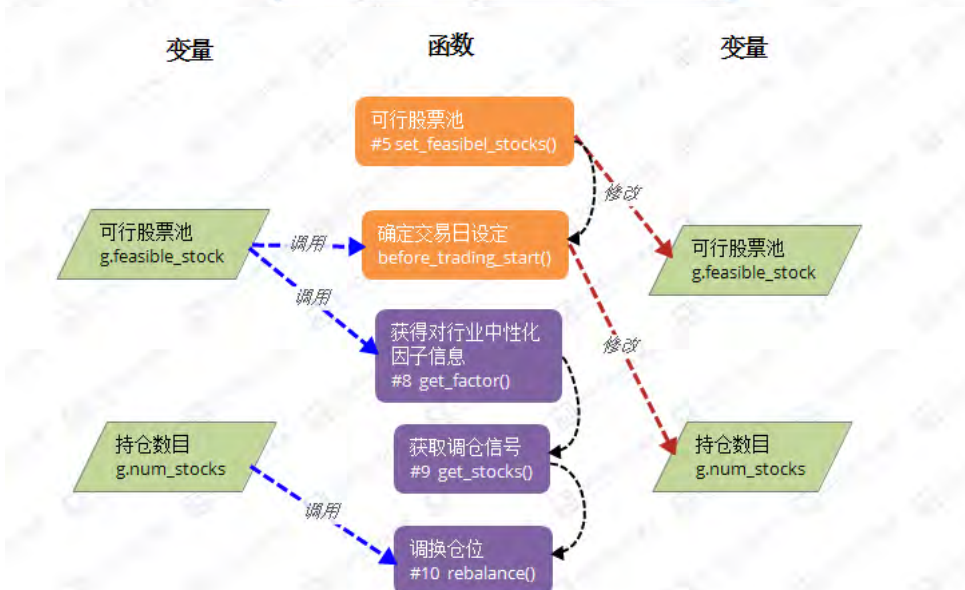 变量
函数
变量
可行股票池
#5 set_feasibel_stocks()
修改
可行股票池
g.feasible_stock
调用
确定交易日设定
before_trading_start()
可行股票池
g.feasible_stock
调用
获得对行业中性化
因子信息
#8 get_factor()
修改
持仓数目
g.num_stocks
获取调仓信号
#9 get_stocks()
持仓数目
g.num_stocks
调用
调换仓位
#10 rebalance()